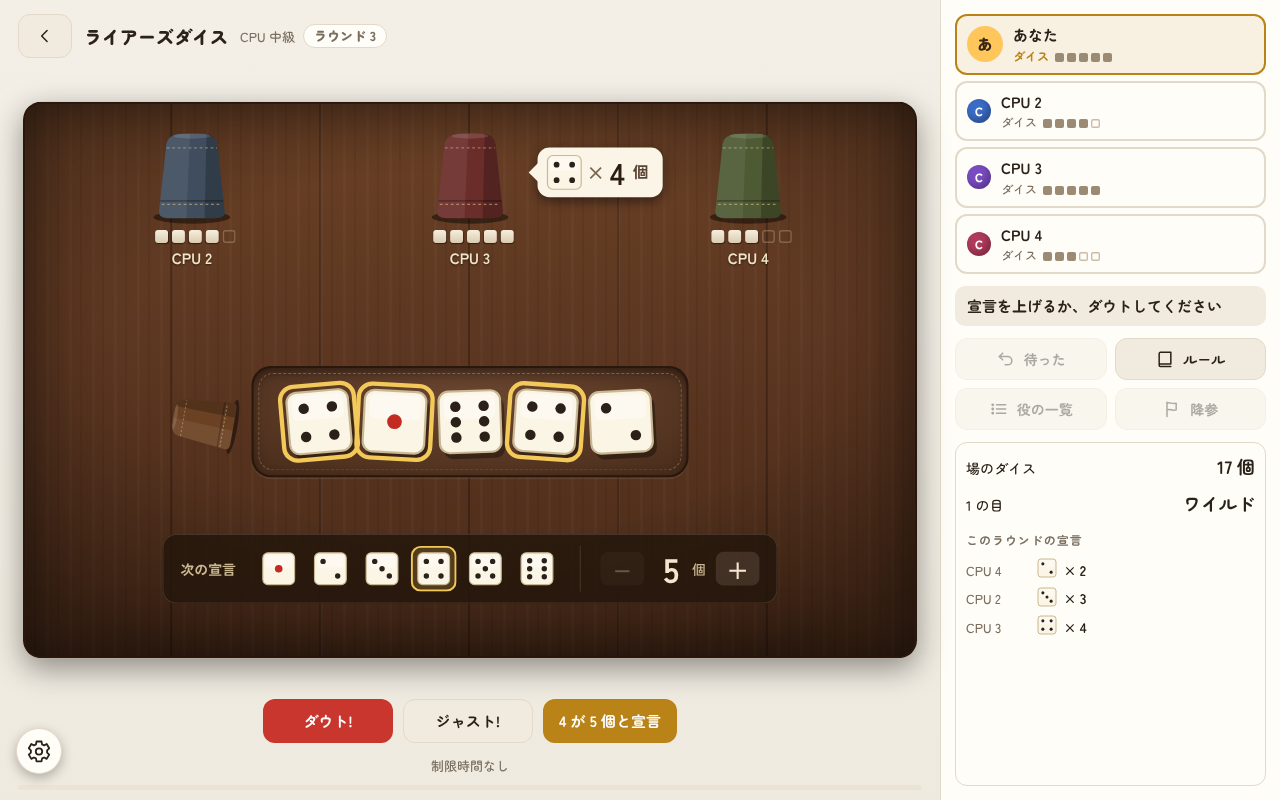 ライアーズダイス CPU 中級 ラウンド 3
× 4 個
CPU 2
CPU 3
CPU 4
次の宣言 5 個
ダウト!
ジャスト!
4 が 5 個と宣言
制限時間なし
あ あなた
ダイス
C CPU 2
ダイス
C CPU 3
ダイス
C CPU 4
ダイス
宣言を上げるか、ダウトしてください
待った
ルール
役の一覧
降参
場のダイス 17 個
1 の目 ワイルド
このラウンドの宣言
CPU 4 × 2
CPU 2 × 3
CPU 3 × 4